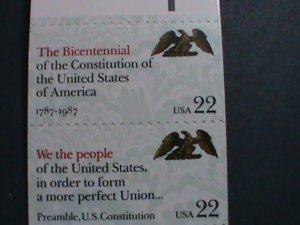 The Bicentennial
of the Constitution of
the United States
of America
1787-1987
USA 22
We the people
of the United States,
in order to form
a more perfect Union...
Preamble, U.S. Constitution
USA 22